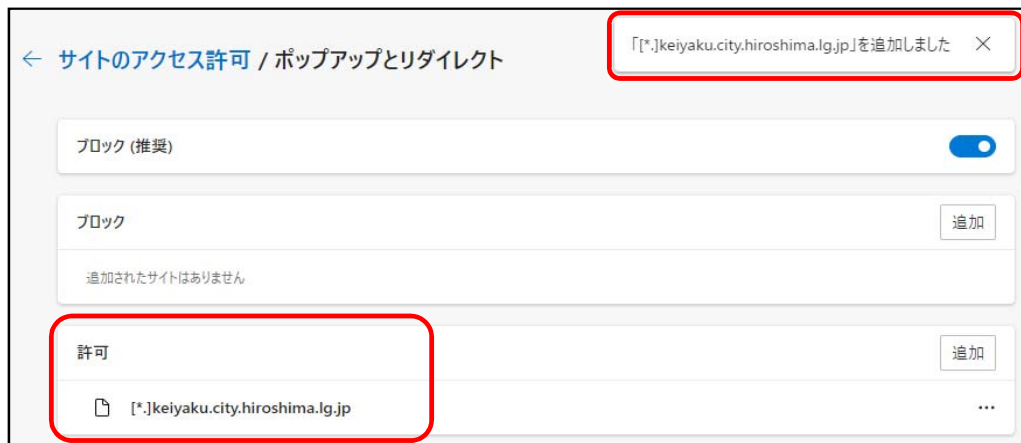 「[*.]keiyaku.city.hiroshima.lg.jp」を追加しました
サイトのアクセス許可 / ポップアップとリダイレクト
ブロック (推奨)
ブロック
追加
追加されたサイトはありません
許可
追加
[*.]keiyaku.city.hiroshima.lg.jp